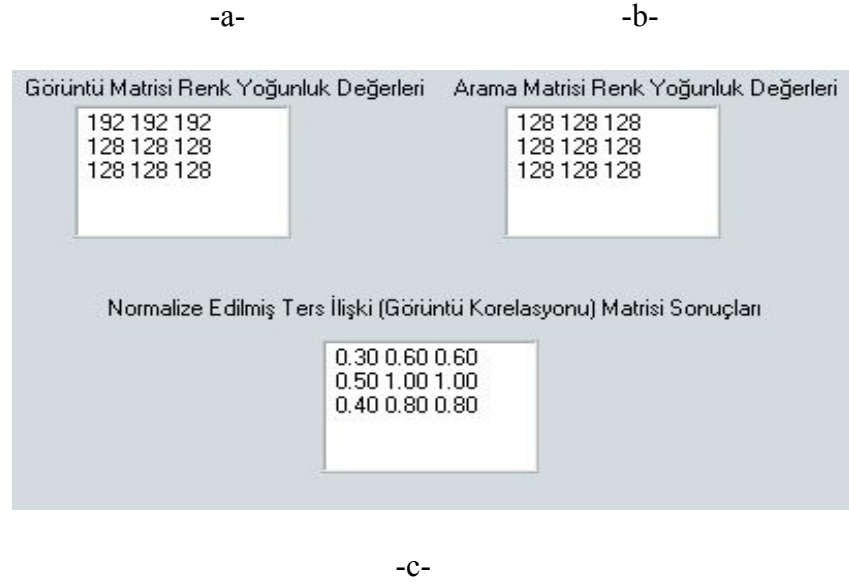 -a- -b-
Görüntü Matrisi Renk Yoğunluk Değerleri Arama Matrisi Renk Yoğunluk Değerleri
192 192 192 128 128 128
128 128 128 128 128 128
128 128 128 128 128 128
Normalize Edilmiş Ters İlişki (Görüntü Korelasyonu) Matrisi Sonuçları
0.30 0.60 0.60
0.50 1.00 1.00
0.40 0.80 0.80
-c-